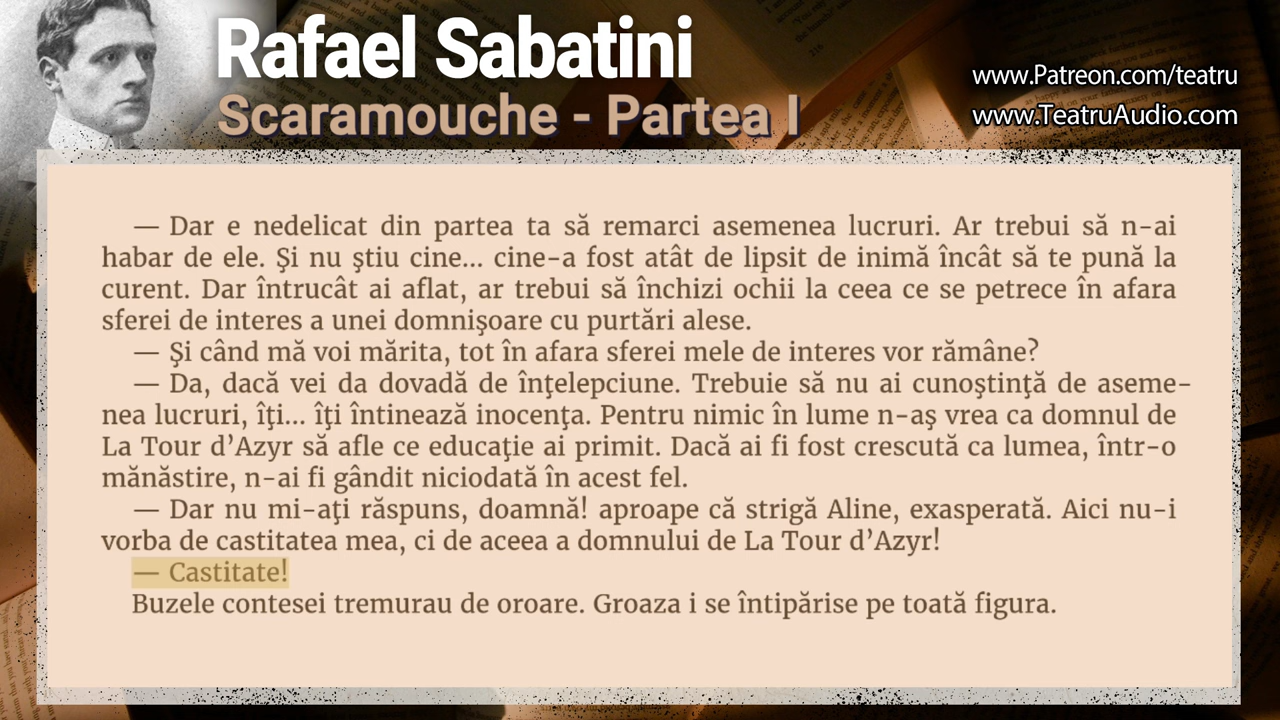 Rafael Sabatini
Scaramouche - Partea I
www.Patreon.com/teatru
www.TeatruAudio.com
— Dar e nedelicat din partea ta să remarci asemenea lucruri. Ar trebui să n-ai
habar de ele. Şi nu ştiu cine... cine-a fost atât de lipsit de inimă încât să te pună la
curent. Dar întrucât ai aflat, ar trebui să închizi ochii la ceea ce se petrece în afara
sferei de interes a unei domnişoare cu purtări alese.
— Şi când mă voi mărita, tot în afara sferei mele de interes vor rămâne?
— Da, dacă vei da dovadă de înţelepciune. Trebuie să nu ai cunoştinţă de aseme-
nea lucruri, îţi... îţi întinează inocenţa. Pentru nimic în lume n-aş vrea ca domnul de
La Tour d’Azyr să afle ce educaţie ai primit. Dacă ai fi fost crescută ca lumea, într-o
mănăstire, n-ai fi gândit niciodată în acest fel.
— Dar nu mi-aţi răspuns, doamnă! aproape că strigă Aline, exasperată. Aici nu-i
vorba de castitatea mea, ci de aceea a domnului de La Tour d’Azyr!
— Castitate!
Buzele contesei tremurau de oroare. Groaza i se întipărise pe toată figura.